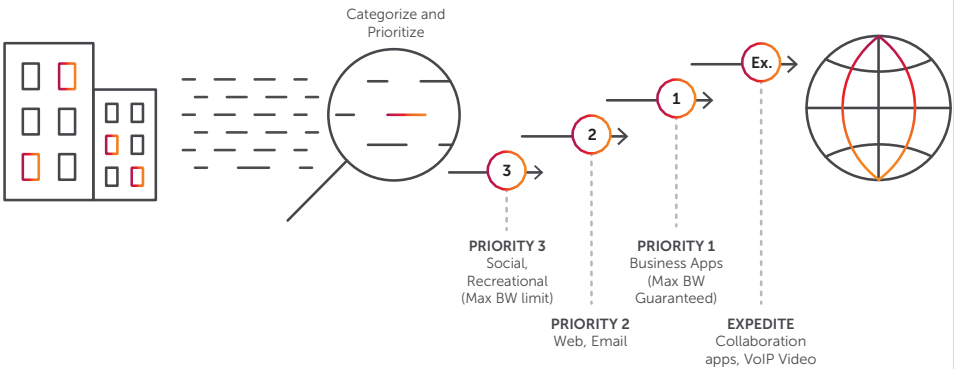 Categorize and
Prioritize
Ex.
1
2
3
PRIORITY 3
Social,
Recreational
(Max BW limit)
PRIORITY 2
Web, Email
PRIORITY 1
Business Apps
(Max BW
Guaranteed)
EXPEDITE
Collaboration
apps, VoIP Video